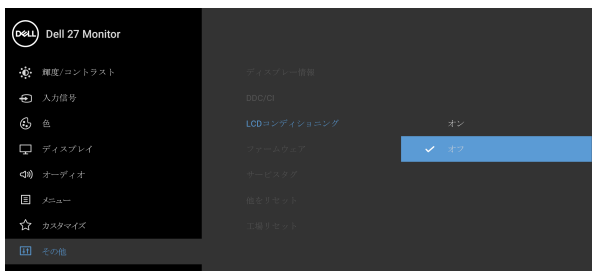 DELL Dell 27 Monitor
輝度/コントラスト
入力信号
色
ディスプレイ
オーディオ
メニュー
カスタマイズ
その他
ディスプレー情報
DDC/CI
LCDコンディショニング
ファームウェア
サービスタグ
他をリセット
工場リセット
オン
オフ